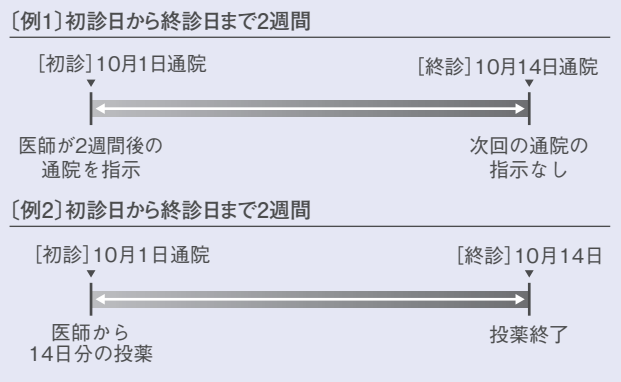 〔例1〕初診日から終診日まで2週間
［初診］10月1日通院
［終診］10月14日通院
医師が2週間後の
通院を指示
次回の通院の
指示なし
〔例2〕初診日から終診日まで2週間
［初診］10月1日通院
［終診］10月14日
医師から
14日分の投薬
投薬終了